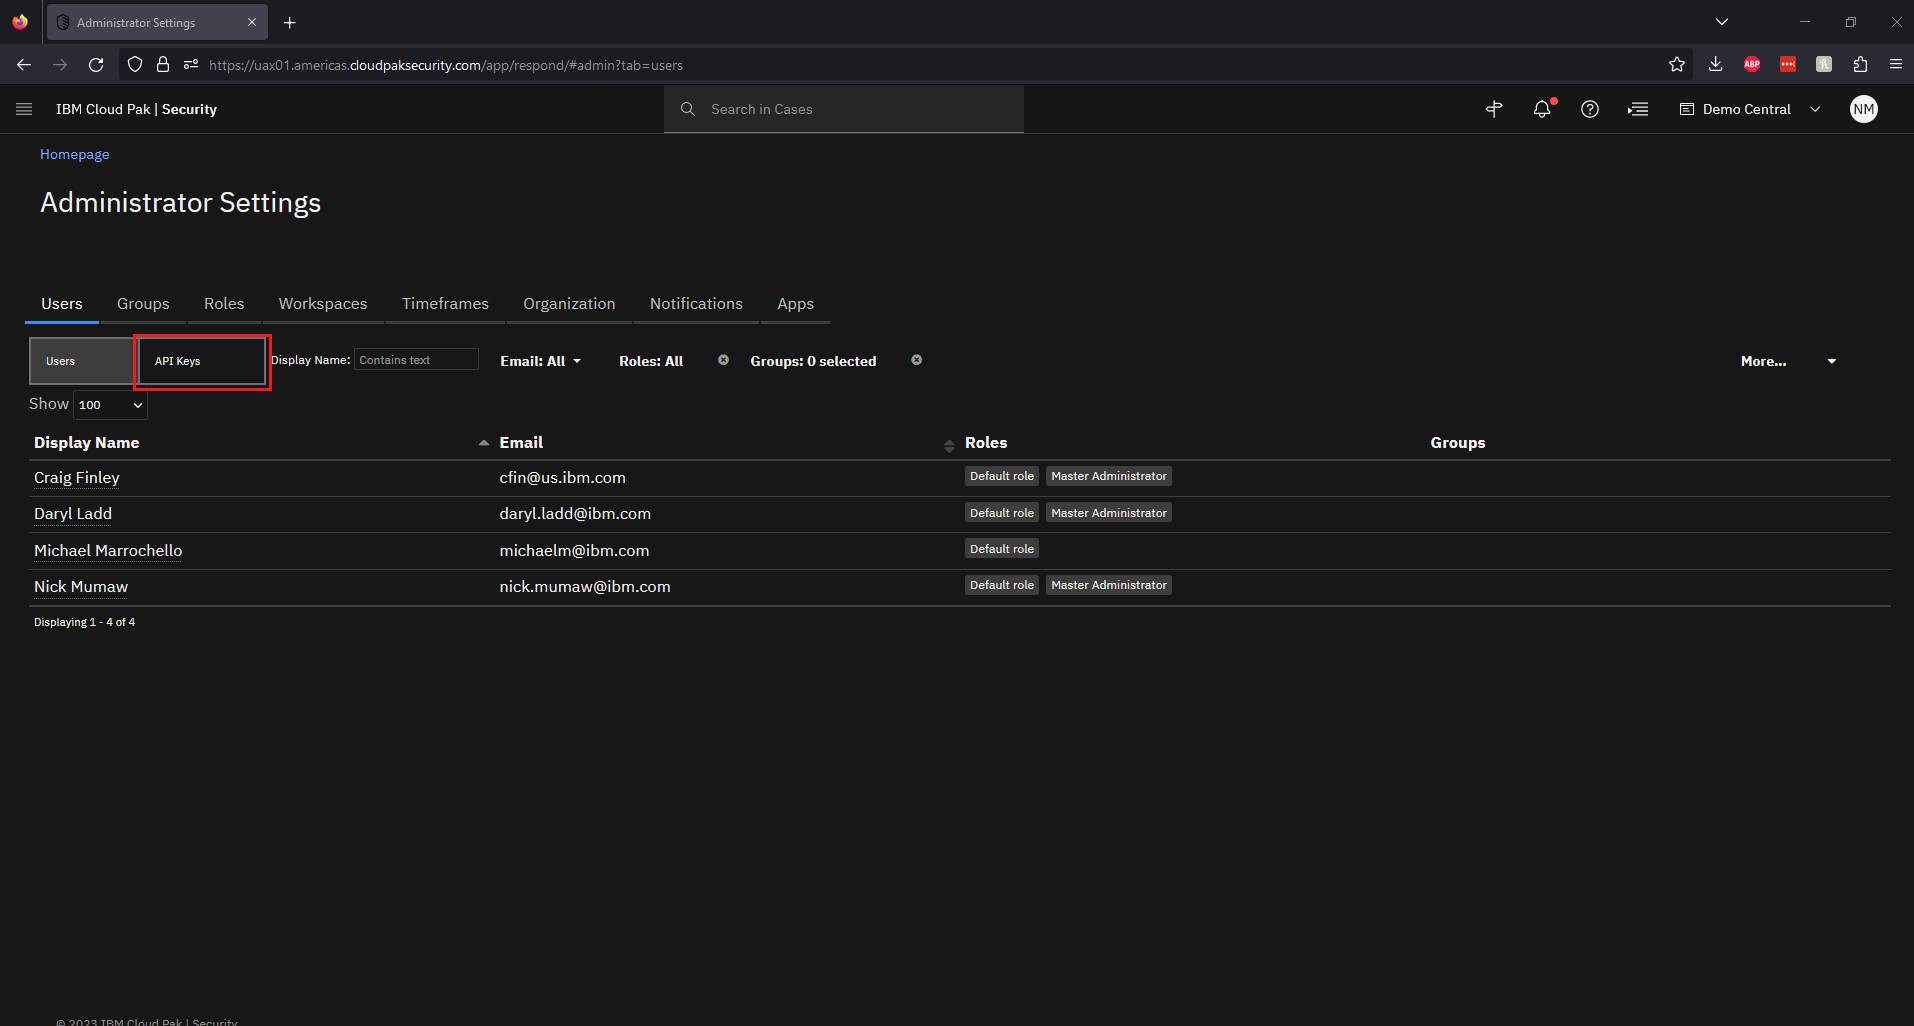 Administrator Settings
https://uax01.americas.cloudpaksecurity.com/app/respond/#admin?tab=users
ABP
IBM Cloud Pak | Security
Search in Cases
Demo Central
NM
Homepage
Administrator Settings
Users Groups Roles Workspaces Timeframes Organization Notifications Apps
Users API Keys Display Name: Contains text Email: All Roles: All Groups: 0 selected More...
Show 100
Display Name Email Roles Groups
Craig Finley cfin@us.ibm.com Default role Master Administrator
Daryl Ladd daryl.ladd@ibm.com Default role Master Administrator
Michael Marrochello michaelm@ibm.com Default role
Nick Mumaw nick.mumaw@ibm.com Default role Master Administrator
Displaying 1 - 4 of 4
© 2023 IBM Cloud Pak | Security